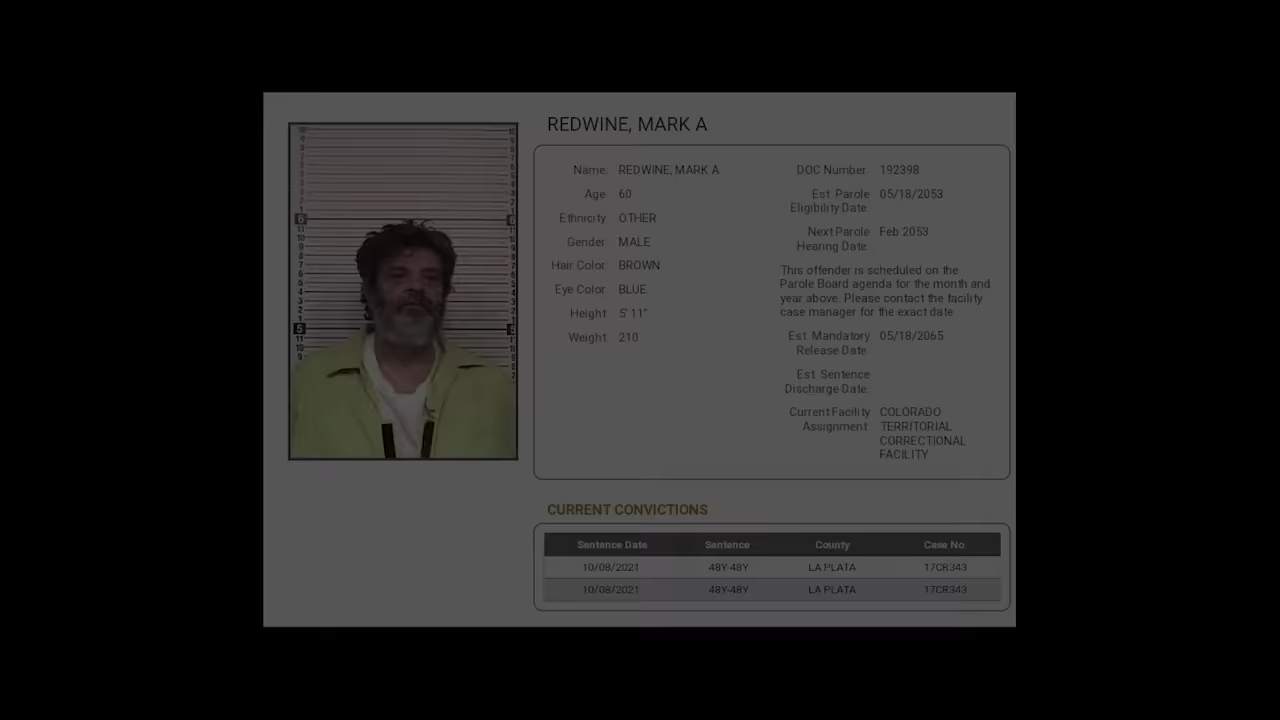 REDWINE, MARK A
Name: REDWINE, MARK A
Age: 60
Ethnicity: OTHER
Gender: MALE
Hair Color: BROWN
Eye Color: BLUE
Height: 5' 11"
Weight: 210
DOC Number: 192398
Est. Parole 05/18/2053
Eligibility Date:
Next Parole Feb 2053
Hearing Date:
This offender is scheduled on the
Parole Board agenda for the month and
year above. Please contact the facility
case manager for the exact date
Est. Mandatory 05/18/2065
Release Date:
Est. Sentence
Discharge Date:
Current Facility COLORADO
Assignment: TERRITORIAL
CORRECTIONAL
FACILITY
CURRENT CONVICTIONS
Sentence Date Sentence County Case No
10/08/2021 48Y-48Y LA PLATA 17CR343
10/08/2021 48Y-48Y LA PLATA 17CR343